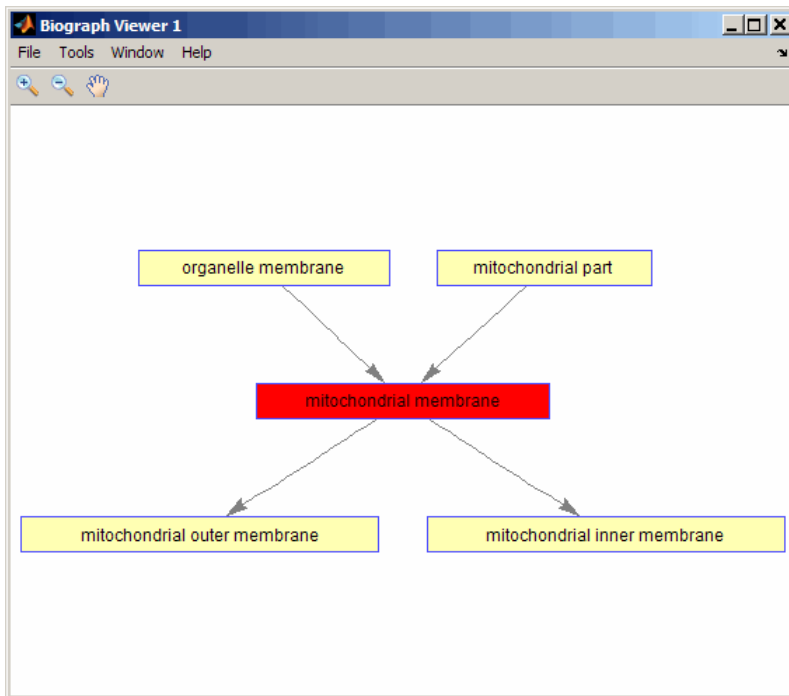 Biograph Viewer 1
File Tools Window Help
organelle membrane
mitochondrial part
mitochondrial membrane
mitochondrial outer membrane
mitochondrial inner membrane